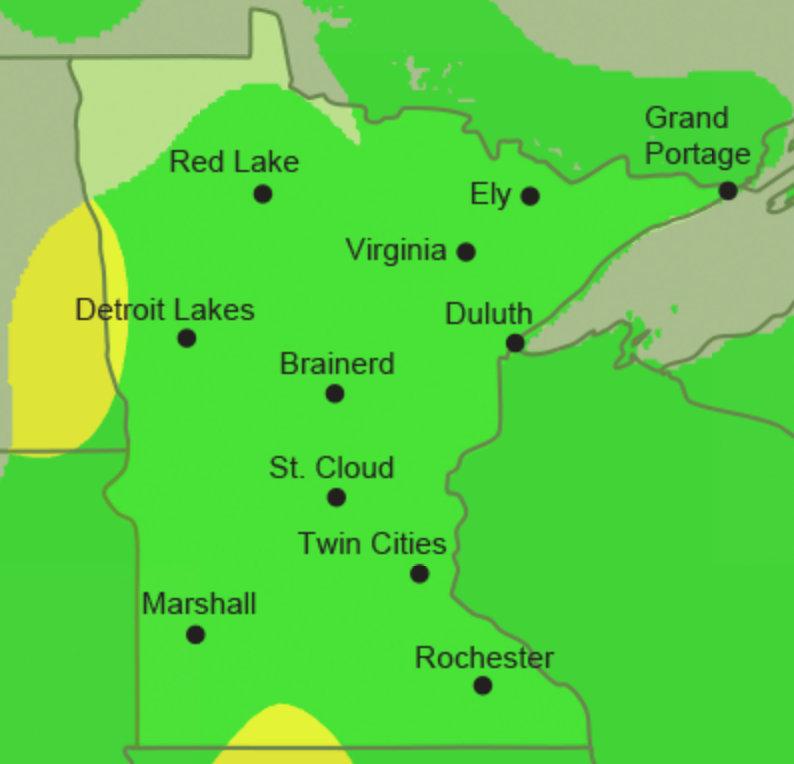 Grand
Portage
Red Lake
Ely
Virginia
Detroit Lakes
Duluth
Brainerd
St. Cloud
Twin Cities
Marshall
Rochester